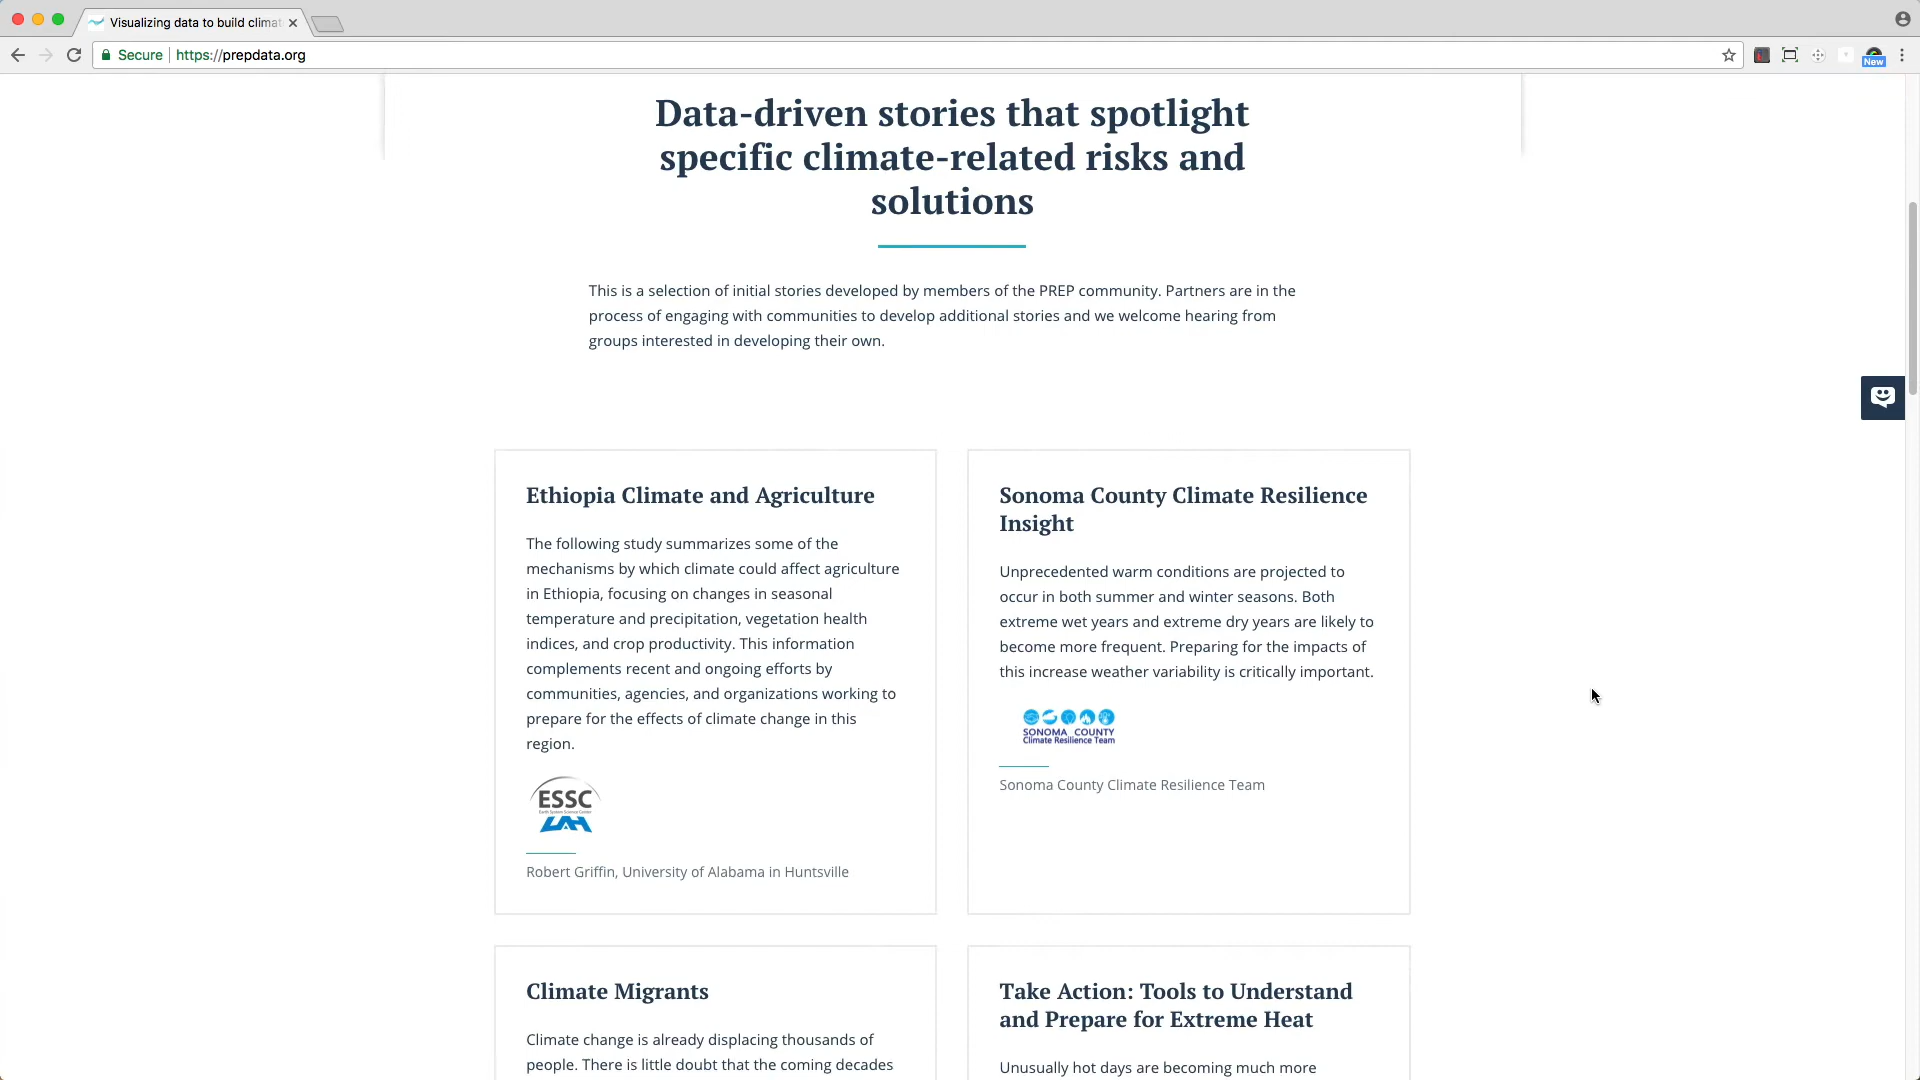 Visualizing data to build clima
Secure
https://prepdata.org
New
Data-driven stories that spotlight
specific climate-related risks and
solutions
This is a selection of initial stories developed by members of the PREP community. Partners are in the
process of engaging with communities to develop additional stories and we welcome hearing from
groups interested in developing their own.
Ethiopia Climate and Agriculture
The following study summarizes some of the
mechanisms by which climate could affect agriculture
in Ethiopia, focusing on changes in seasonal
temperature and precipitation, vegetation health
indices, and crop productivity. This information
complements recent and ongoing efforts by
communities, agencies, and organizations working to
prepare for the effects of climate change in this
region.
ESSC
Earth System Science Center
UAH
Robert Griffin, University of Alabama in Huntsville
Sonoma County Climate Resilience
Insight
Unprecedented warm conditions are projected to
occur in both summer and winter seasons. Both
extreme wet years and extreme dry years are likely to
become more frequent. Preparing for the impacts of
this increase weather variability is critically important.
SONOMA COUNTY
Climate Resilience Team
Sonoma County Climate Resilience Team
Climate Migrants
Climate change is already displacing thousands of
people. There is little doubt that the coming decades
Take Action: Tools to Understand
and Prepare for Extreme Heat
Unusually hot days are becoming much more